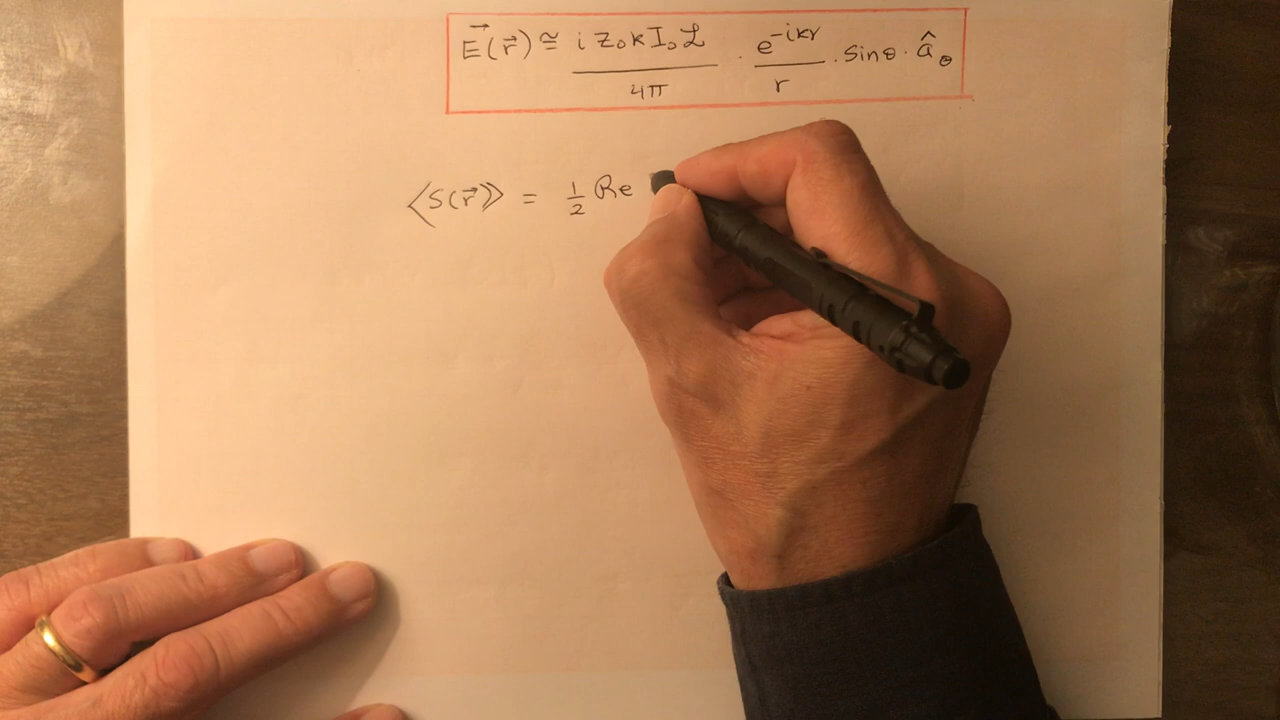 E⃗(r⃗) ≅ i Z₀ k I₀ ℒ / 4π · e^(-ikr) / r · sinθ · â_θ
⟨S(r⃗)⟩ = 1/2 Re